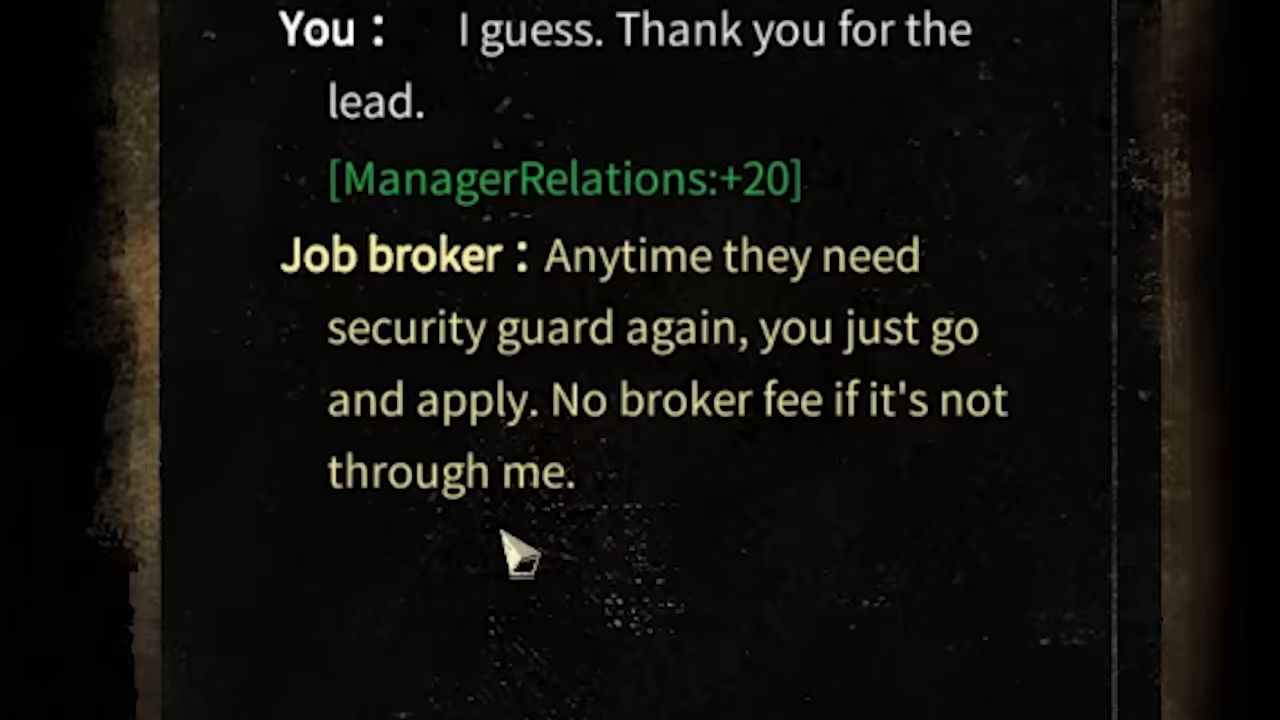 You : I guess. Thank you for the
lead.
[ManagerRelations:+20]
Job broker : Anytime they need
security guard again, you just go
and apply. No broker fee if it's not
through me.